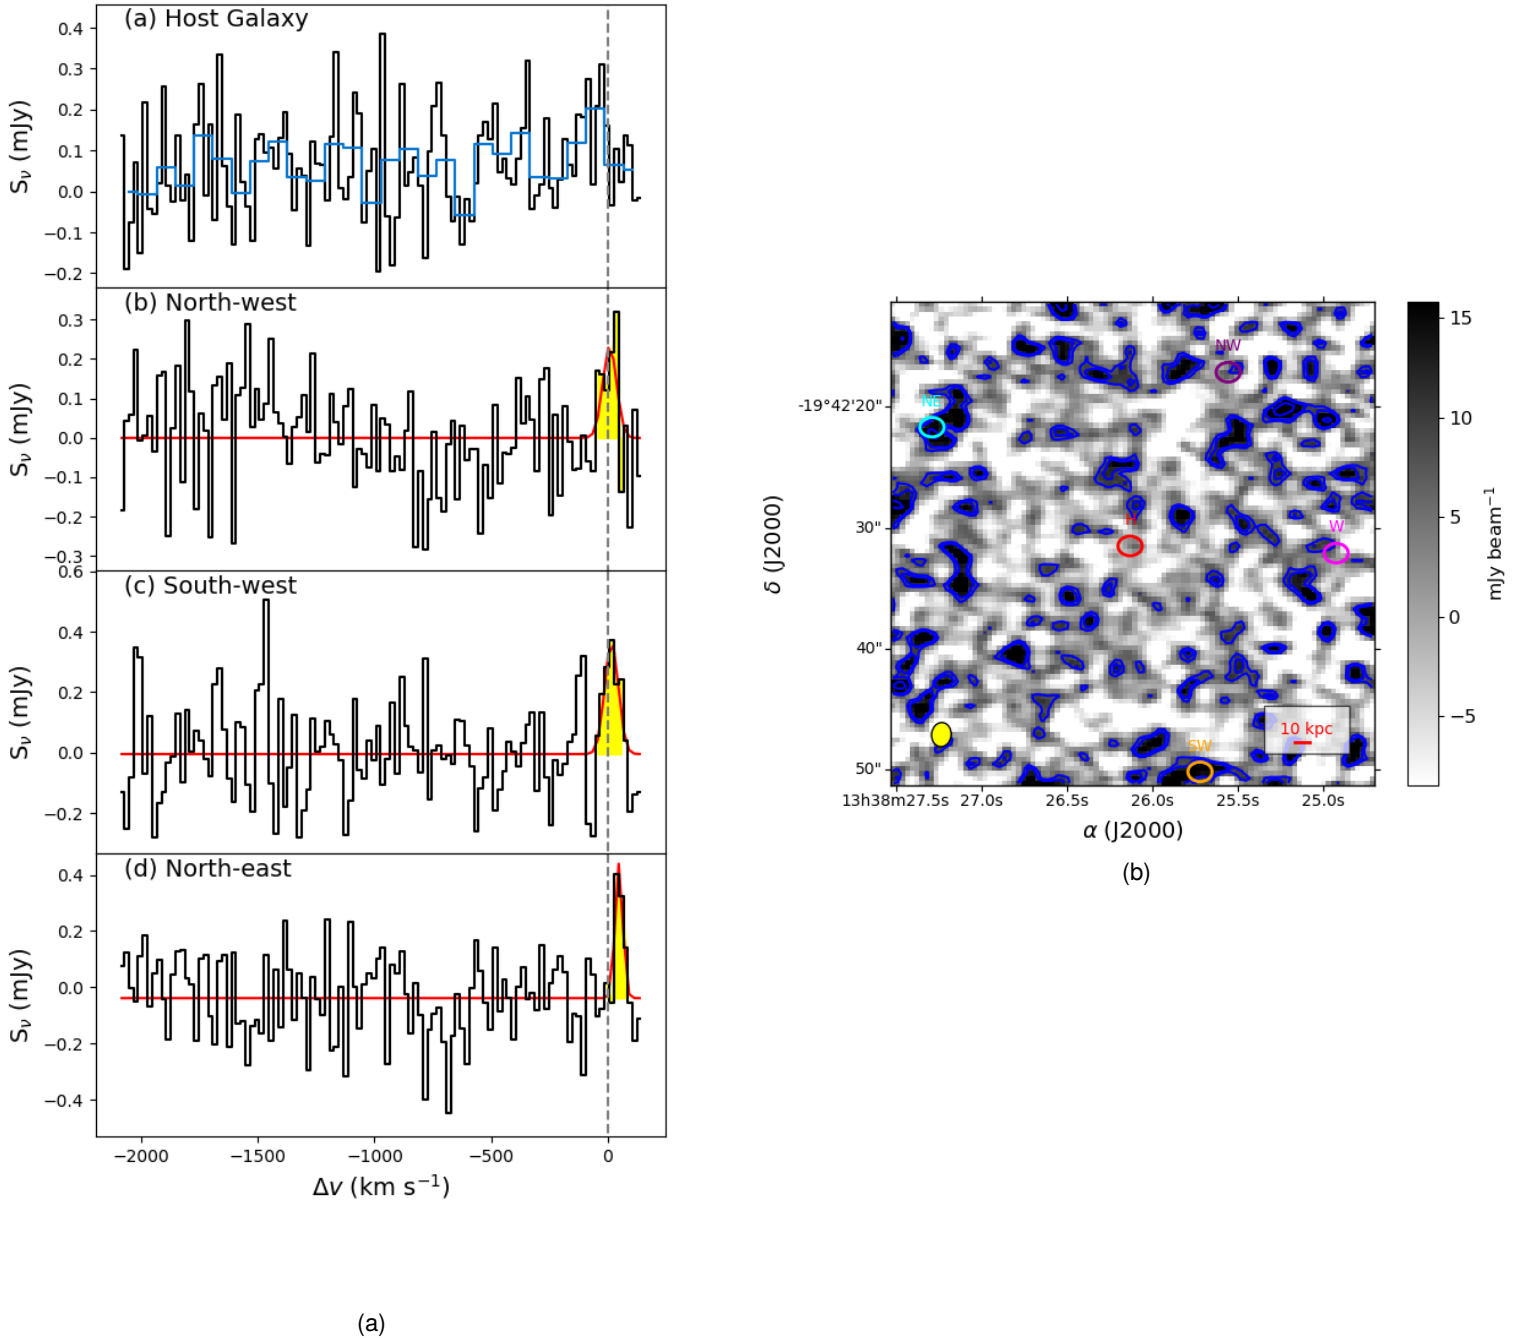 (a) Host Galaxy
0.4
0.3
0.2
0.1
0.0
−0.1
−0.2
Sν (mJy)
(b) North-west
0.3
0.2
0.1
0.0
−0.1
−0.2
−0.3
Sν (mJy)
(c) South-west
0.6
0.4
0.2
0.0
−0.2
Sν (mJy)
(d) North-east
0.4
0.2
0.0
−0.2
−0.4
Sν (mJy)
−2000 −1500 −1000 −500 0
Δv (km s⁻¹)
(a)
NW
NE
H
W
SW
10 kpc
-19°42'20"
30"
40"
50"
δ (J2000)
13h38m27.5s 27.0s 26.5s 26.0s 25.5s 25.0s
α (J2000)
15
10
5
0
−5
mJy beam⁻¹
(b)